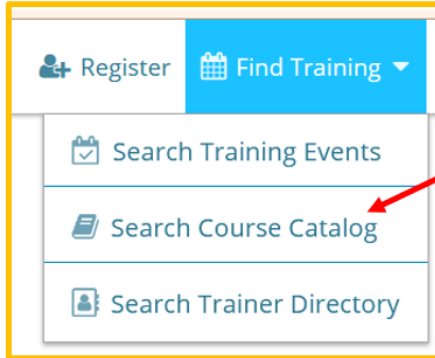 Register Find Training
Search Training Events
Search Course Catalog
Search Trainer Directory